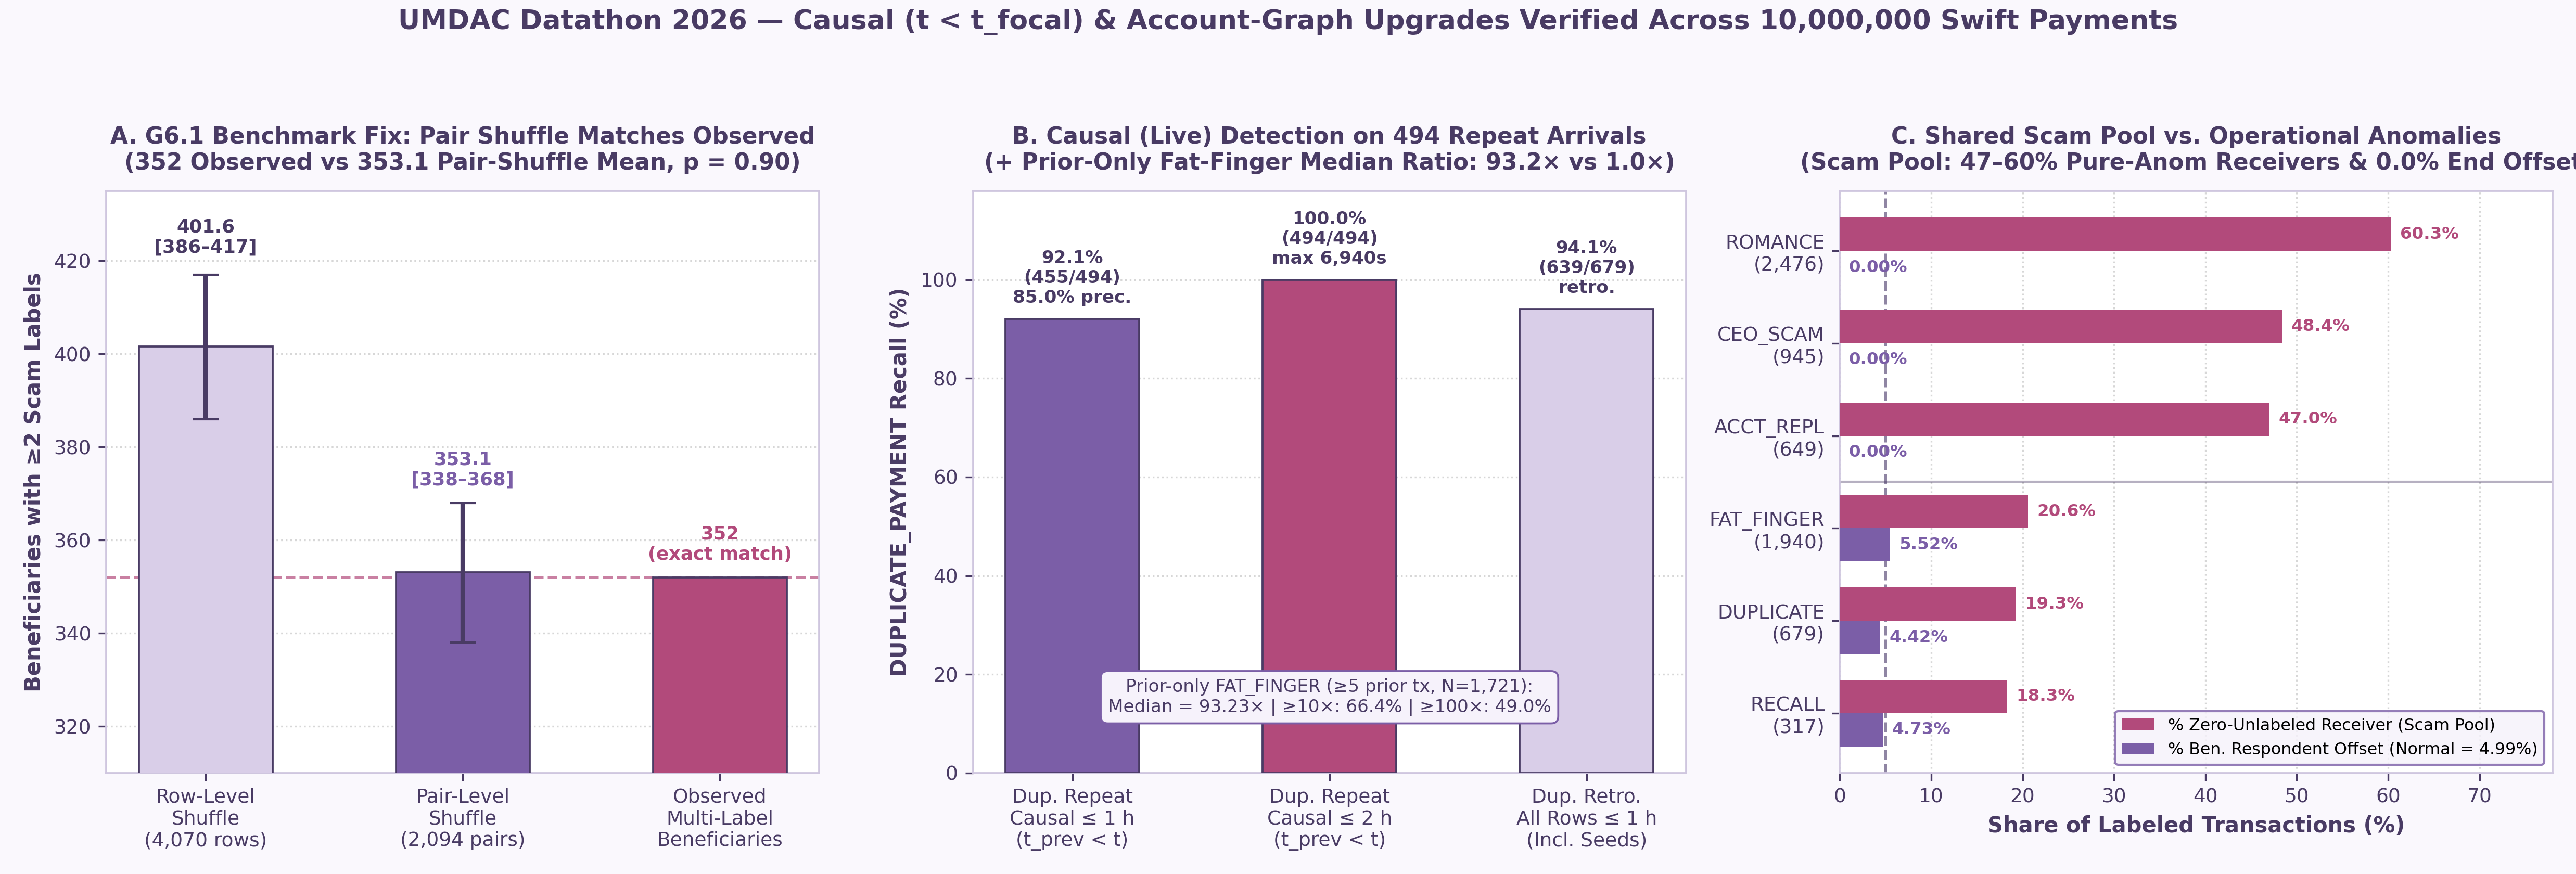 UMDAC Datathon 2026 — Causal (t < t_focal) & Account-Graph Upgrades Verified Across 10,000,000 Swift Payments
A. G6.1 Benchmark Fix: Pair Shuffle Matches Observed
(352 Observed vs 353.1 Pair-Shuffle Mean, p = 0.90)
Beneficiaries with ≥2 Scam Labels
420
400
380
360
340
320
401.6
[386–417]
353.1
[338–368]
352
(exact match)
Row-Level
Shuffle
(4,070 rows)
Pair-Level
Shuffle
(2,094 pairs)
Observed
Multi-Label
Beneficiaries
B. Causal (Live) Detection on 494 Repeat Arrivals
(+ Prior-Only Fat-Finger Median Ratio: 93.2× vs 1.0×)
DUPLICATE_PAYMENT Recall (%)
100
80
60
40
20
0
92.1%
(455/494)
85.0% prec.
100.0%
(494/494)
max 6,940s
94.1%
(639/679)
retro.
Prior-only FAT_FINGER (≥5 prior tx, N=1,721):
Median = 93.23× | ≥10×: 66.4% | ≥100×: 49.0%
Dup. Repeat
Causal ≤ 1 h
(t_prev < t)
Dup. Repeat
Causal ≤ 2 h
(t_prev < t)
Dup. Retro.
All Rows ≤ 1 h
(Incl. Seeds)
C. Shared Scam Pool vs. Operational Anomalies
(Scam Pool: 47–60% Pure-Anom Receivers & 0.0% End Offset
ROMANCE
(2,476)
60.3%
0.00%
CEO_SCAM
(945)
48.4%
0.00%
ACCT_REPL
(649)
47.0%
0.00%
FAT_FINGER
(1,940)
20.6%
5.52%
DUPLICATE
(679)
19.3%
4.42%
RECALL
(317)
18.3%
4.73%
% Zero-Unlabeled Receiver (Scam Pool)
% Ben. Respondent Offset (Normal = 4.99%)
0 10 20 30 40 50 60 70
Share of Labeled Transactions (%)